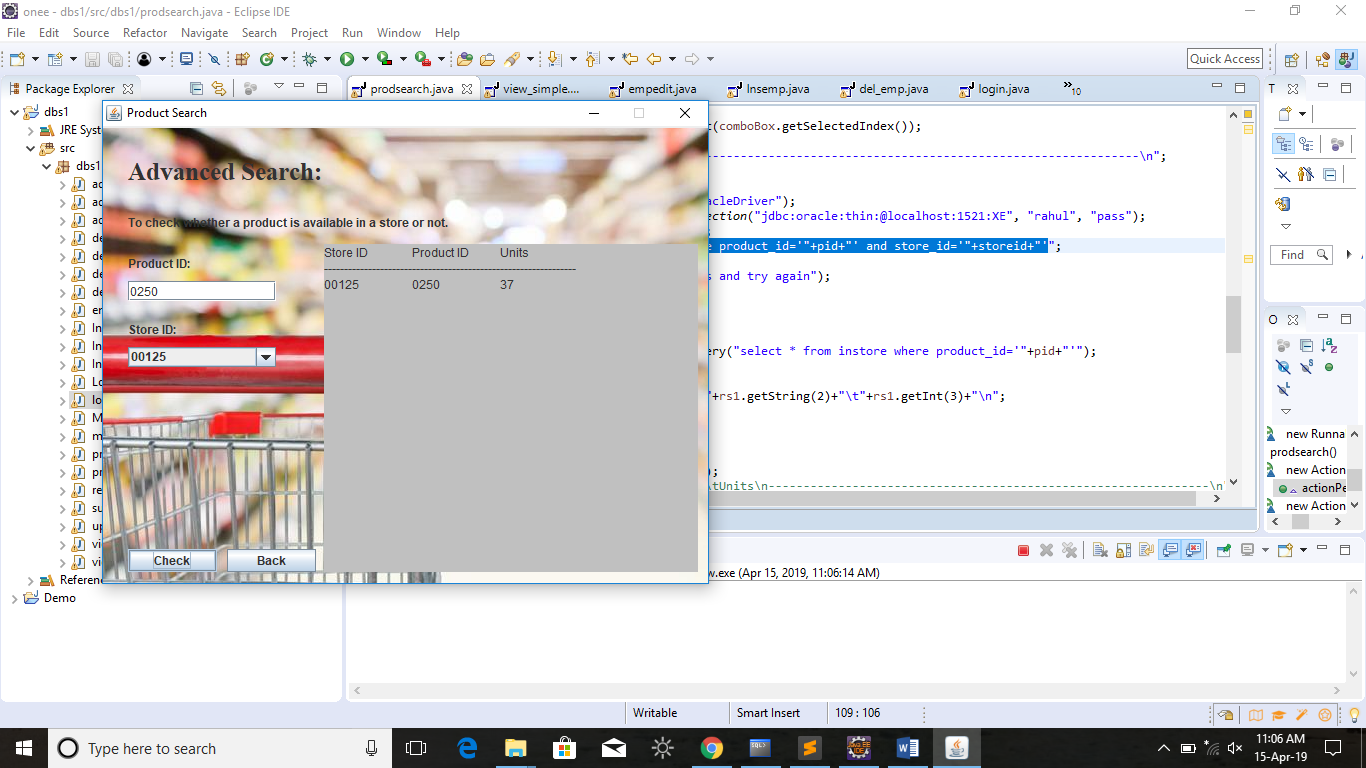 onee - dbs1/src/dbs1/prodsearch.java - Eclipse IDE
File Edit Source Refactor Navigate Search Project Run Window Help
Quick Access
Package Explorer
prodsearch.java view_simple.... empedit.java Insemp.java del_emp.java login.java »10
T
dbs1
JRE Syst
src
dbs1
Product Search
Advanced Search:
To check whether a product is available in a store or not.
Product ID:
0250
Store ID:
00125
Store ID Product ID Units
00125 0250 37
Check Back
t(comboBox.getSelectedIndex());
\n";
acleDriver");
ection("jdbc:oracle:thin:@localhost:1521:XE", "rahul", "pass");
e product_id='"+pid+"' and store_id='"+storeid+"'";
s and try again");
ery("select * from instore where product_id='"+pid+"'");
"+rs1.getString(2)+"\t"+rs1.getInt(3)+"\n";
);
\tUnits\n-----------------------------------------------------------------\n"
Find
O
new Runna
prodsearch()
new Action
actionPe
new Action
Referenc
Demo
w.exe (Apr 15, 2019, 11:06:14 AM)
Writable Smart Insert 109 : 106
Type here to search
11:06 AM
15-Apr-19